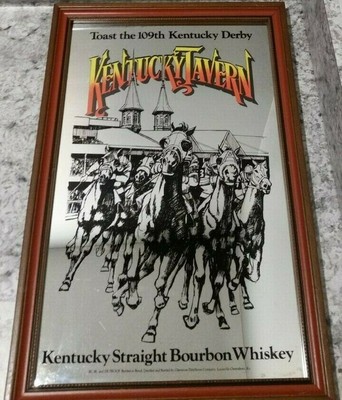 Toast the 109th Kentucky Derby
KENTUCKY TAVERN
Kentucky Straight Bourbon Whiskey